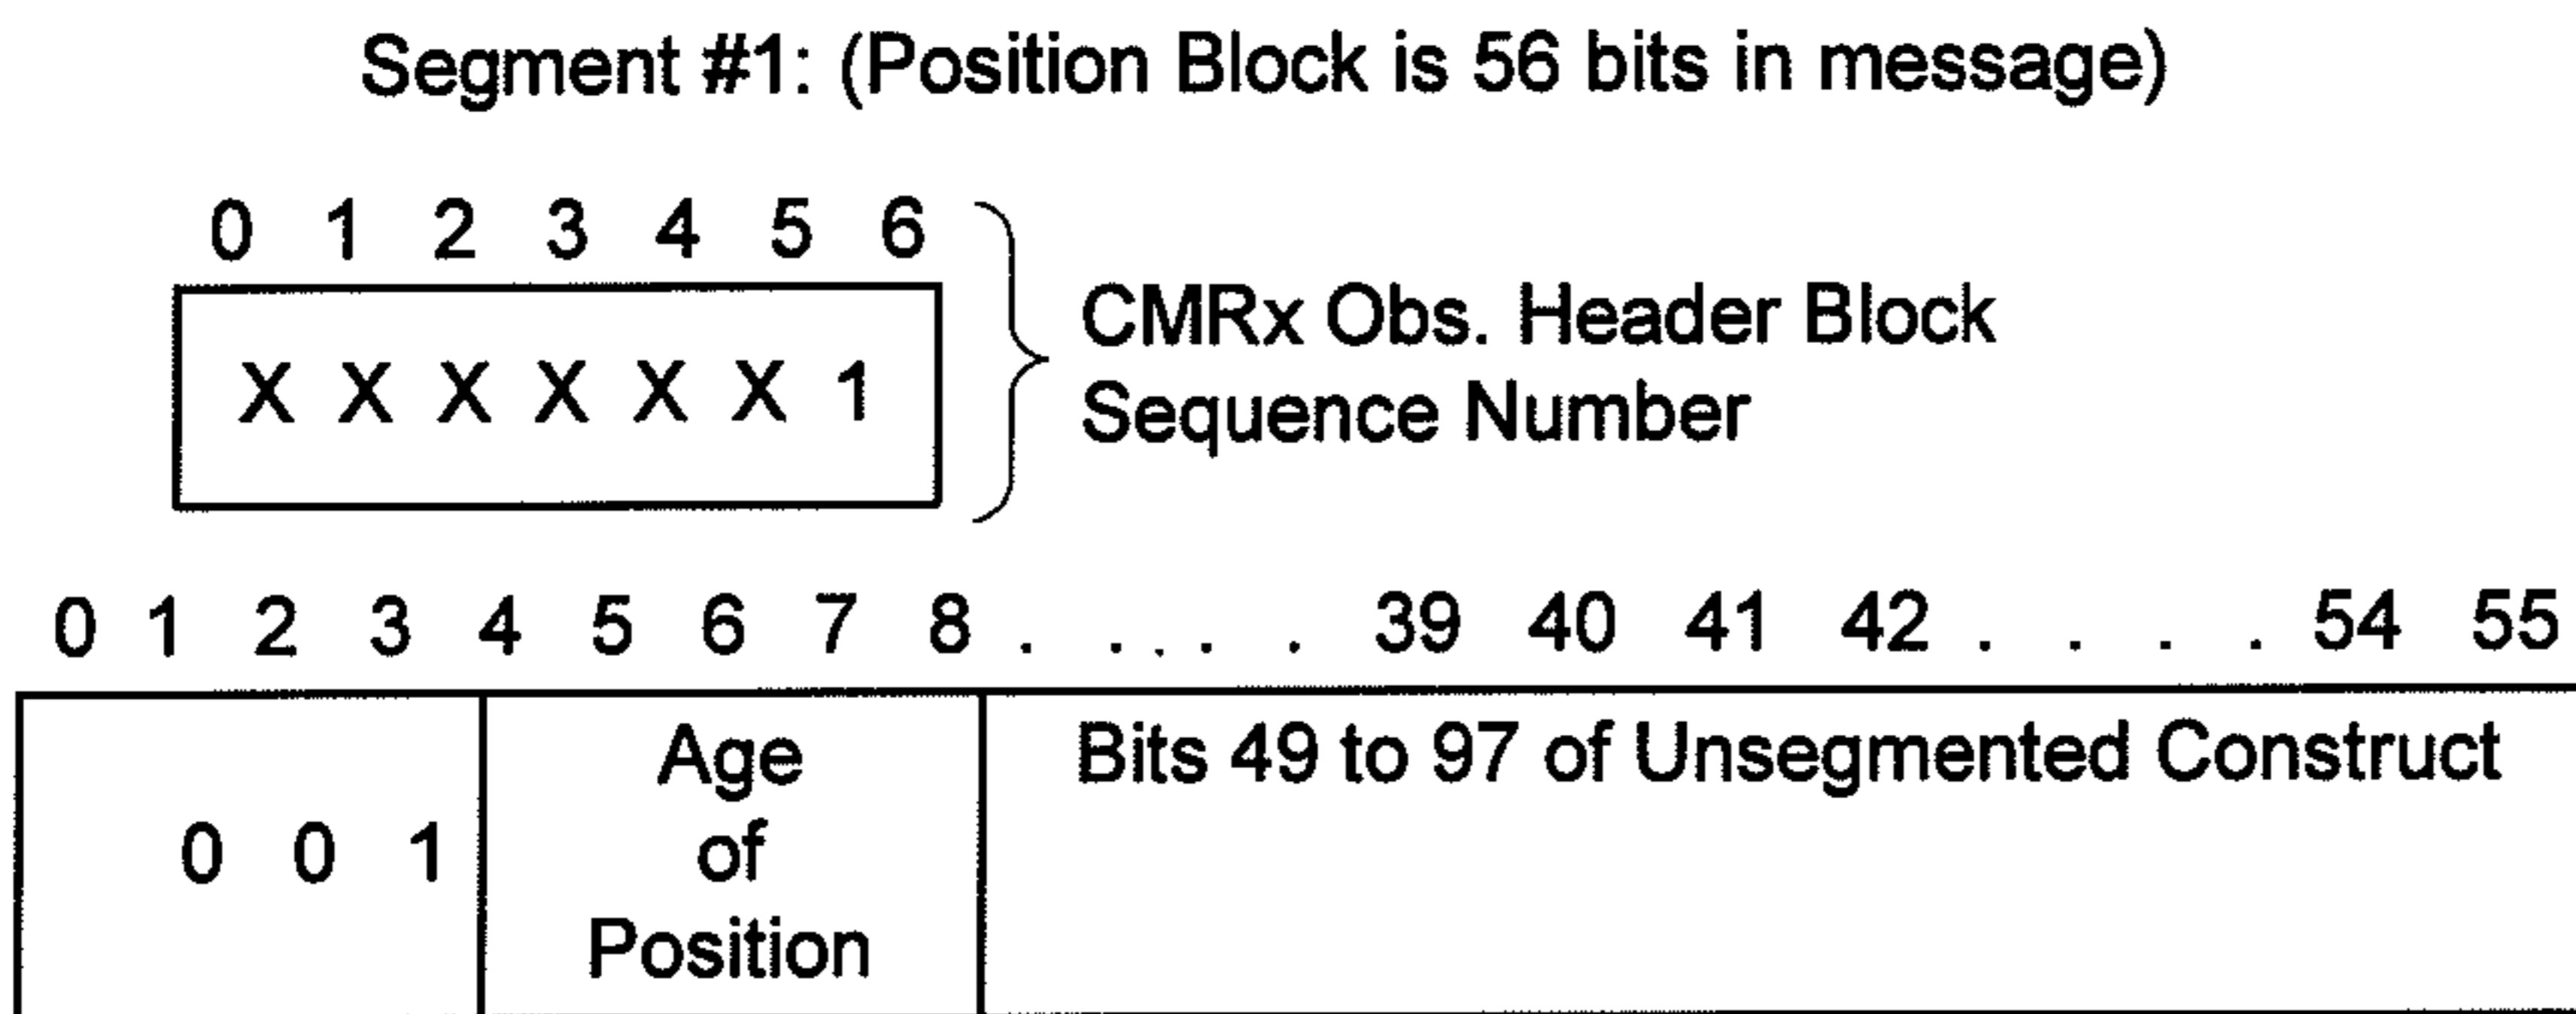 Segment #1: (Position Block is 56 bits in message)
0 1 2 3 4 5 6
X X X X X X 1
CMRx Obs. Header Block
Sequence Number
0 1 2 3 4 5 6 7 8 . . . . . 39 40 41 42 . . . . 54 55
0 0 1
Age
of
Position
Bits 49 to 97 of Unsegmented Construct